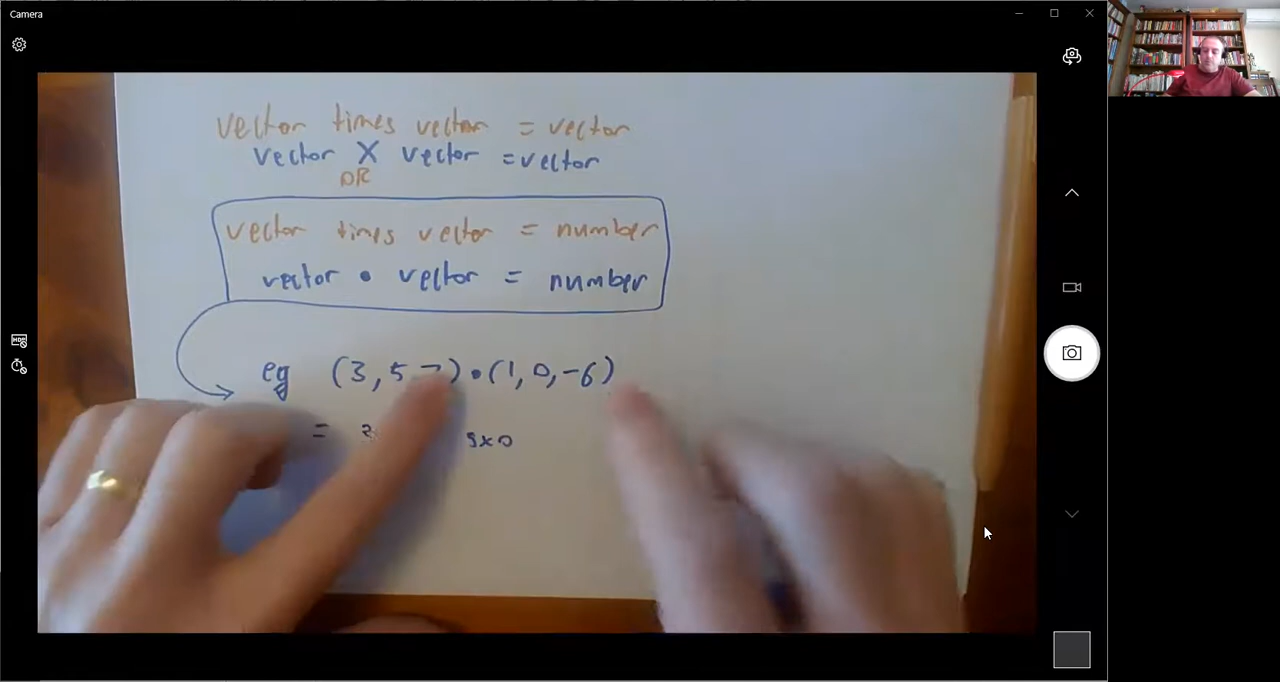 Camera
vector times vector = vector
vector X vector = vector
OR
vector times vector = number
vector • vector = number
eg (3, 5 ) • (1, 0, -6)
= 5×0